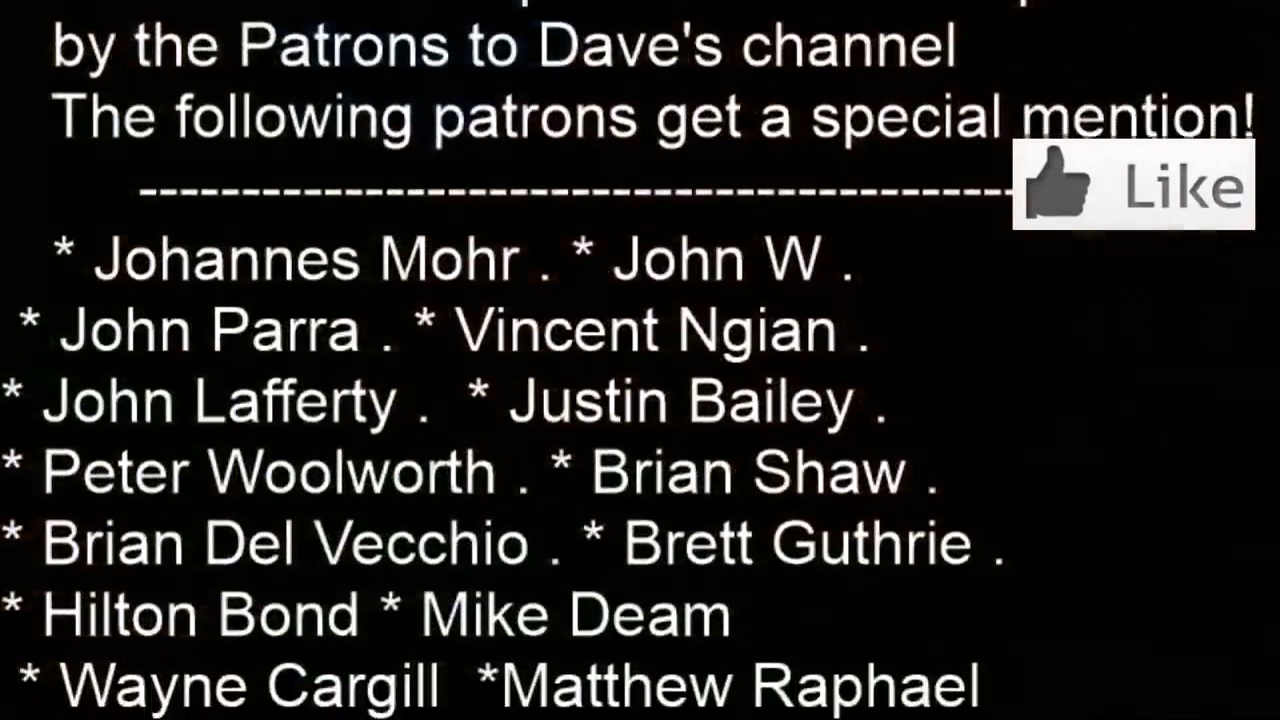 by the Patrons to Dave's channel
The following patrons get a special mention!
---------------------------------------------------
Like
* Johannes Mohr . * John W .
* John Parra . * Vincent Ngian .
* John Lafferty . * Justin Bailey .
* Peter Woolworth . * Brian Shaw .
* Brian Del Vecchio . * Brett Guthrie .
* Hilton Bond * Mike Deam
* Wayne Cargill *Matthew Raphael